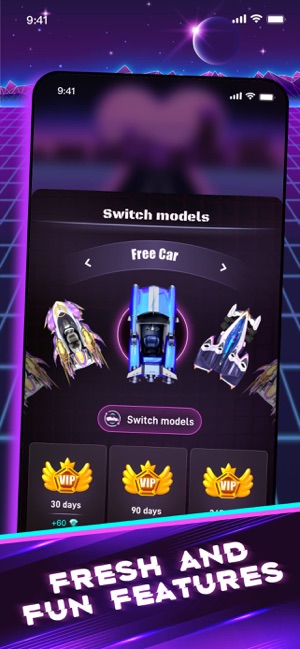 9:41
9:41
Switch models
Free Car
Switch models
VIP VIP VIP
30 days 90 days
+60
FRESH AND
FUN FEATURES